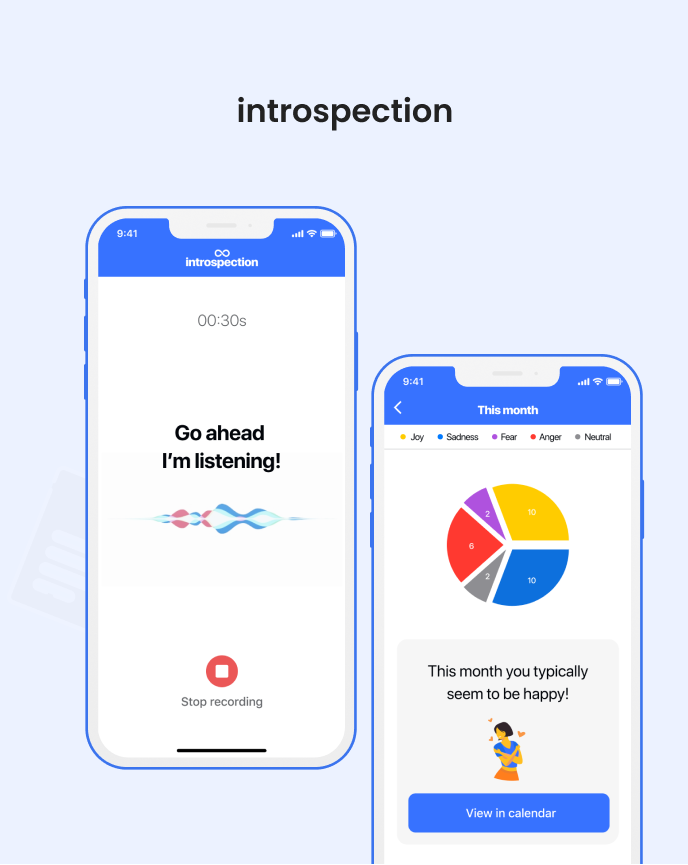 introspection
9:41
introspection
00:30s
Go ahead
I'm listening!
Stop recording
9:41
This month
Joy Sadness Fear Anger Neutral
2
10
6
2
10
This month you typically
seem to be happy!
View in calendar